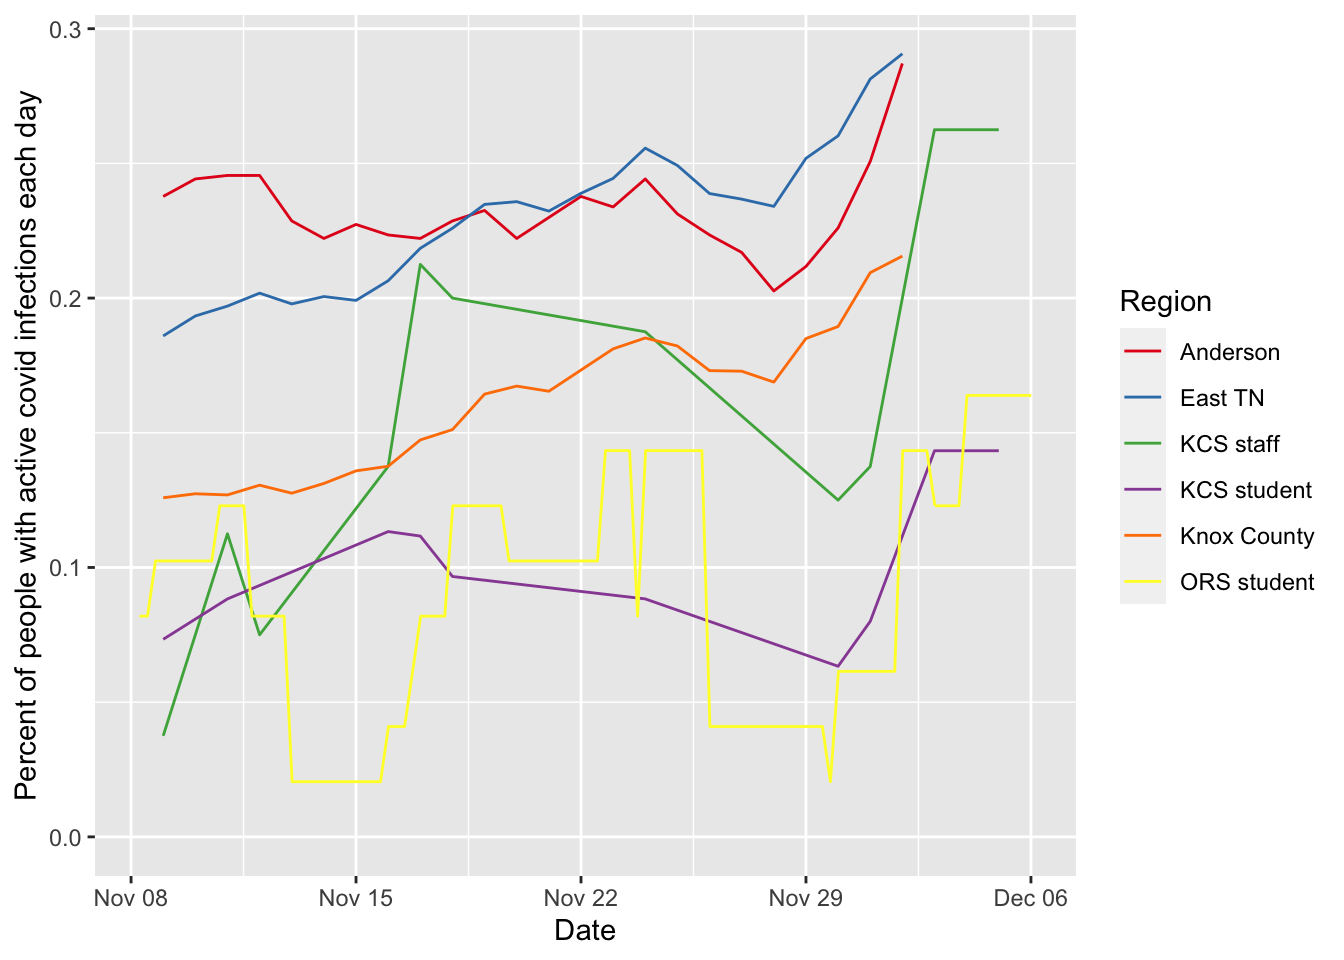 Percent of people with active covid infections each day
0.3
0.2
0.1
0.0
Nov 08
Nov 15
Nov 22
Nov 29
Dec 06
Date
Region
Anderson
East TN
KCS staff
KCS student
Knox County
ORS student